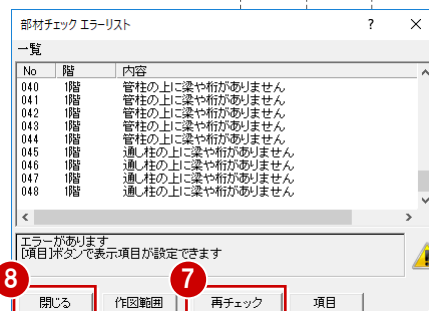 部材チェック エラーリスト ? ×
一覧
No 階 内容
040 1階 管柱の上に梁や桁がありません
041 1階 管柱の上に梁や桁がありません
042 1階 管柱の上に梁や桁がありません
043 1階 管柱の上に梁や桁がありません
044 1階 管柱の上に梁や桁がありません
045 1階 通し柱の上に梁や桁がありません
046 1階 通し柱の上に梁や桁がありません
047 1階 通し柱の上に梁や桁がありません
048 1階 通し柱の上に梁や桁がありません
エラーがあります
[項目]ボタンで表示項目が設定できます
8 7
閉じる 作図範囲 再チェック 項目